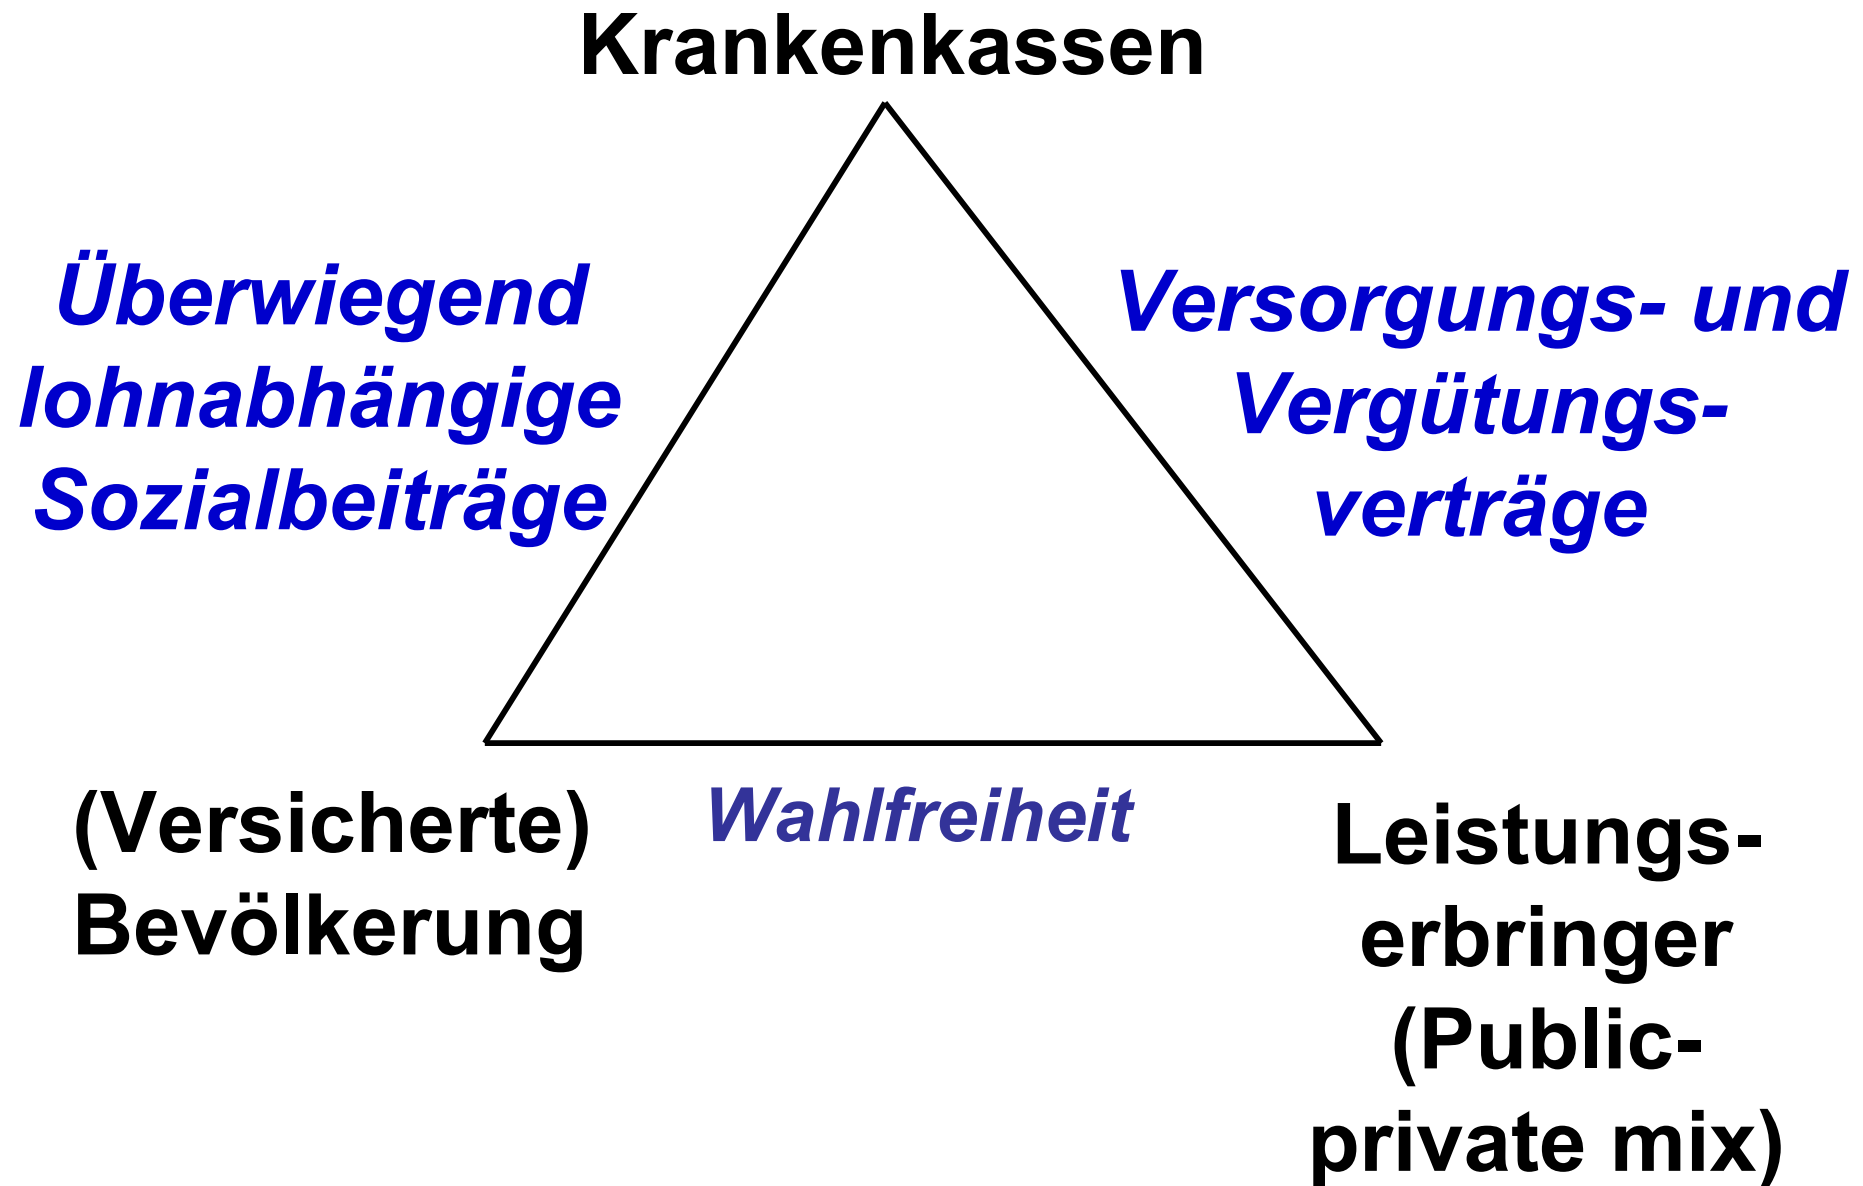 Krankenkassen
Überwiegend
lohnabhängige
Sozialbeiträge
Versorgungs- und
Vergütungs-
verträge
(Versicherte)
Bevölkerung
Wahlfreiheit
Leistungs-
erbringer
(Public-
private mix)